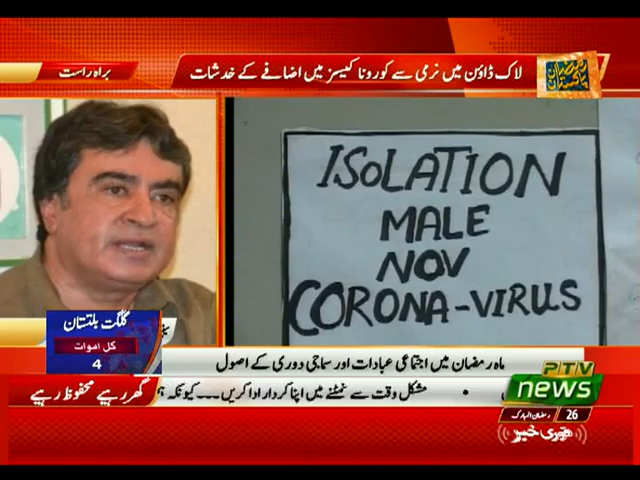 براہ راست
لاک ڈاؤن میں نرمی سے کورونا کیسز میں اضافے کے خدشات
ISOLATION
MALE
NOV
CORONA-VIRUS
گلگت بلتستان
کل اموات
4
ماہ رمضان میں اجتماعی عبادات اور سماجی دوری کے اصول
PTV
news
گھر رہیے محفوظ رہیے
مشکل وقت سے نمٹنے میں اپنا کردار ادا کریں۔۔۔کیونکہ
26 رمضان المبارک